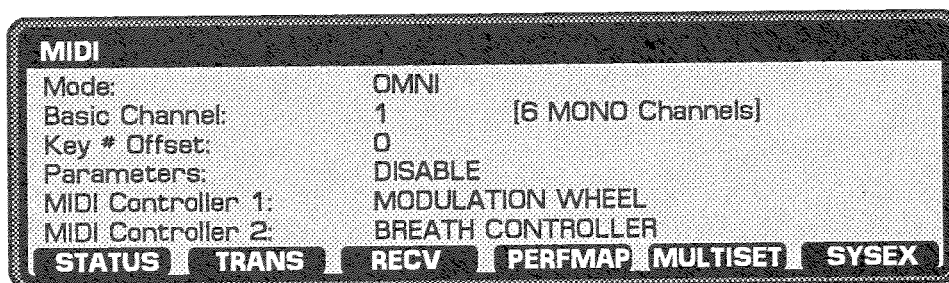 MIDI
Mode: OMNI
Basic Channel: 1 [6 MONO Channels]
Key # Offset: 0
Parameters: DISABLE
MIDI Controller 1: MODULATION WHEEL
MIDI Controller 2: BREATH CONTROLLER
STATUS TRANS RECV PERFMAP MULTISET SYSEX